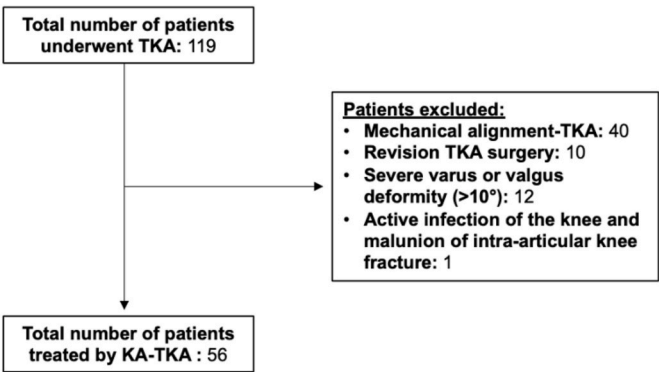 Total number of patients
underwent TKA: 119
Patients excluded:
• Mechanical alignment-TKA: 40
• Revision TKA surgery: 10
• Severe varus or valgus
deformity (>10°): 12
• Active infection of the knee and
malunion of intra-articular knee
fracture: 1
Total number of patients
treated by KA-TKA : 56